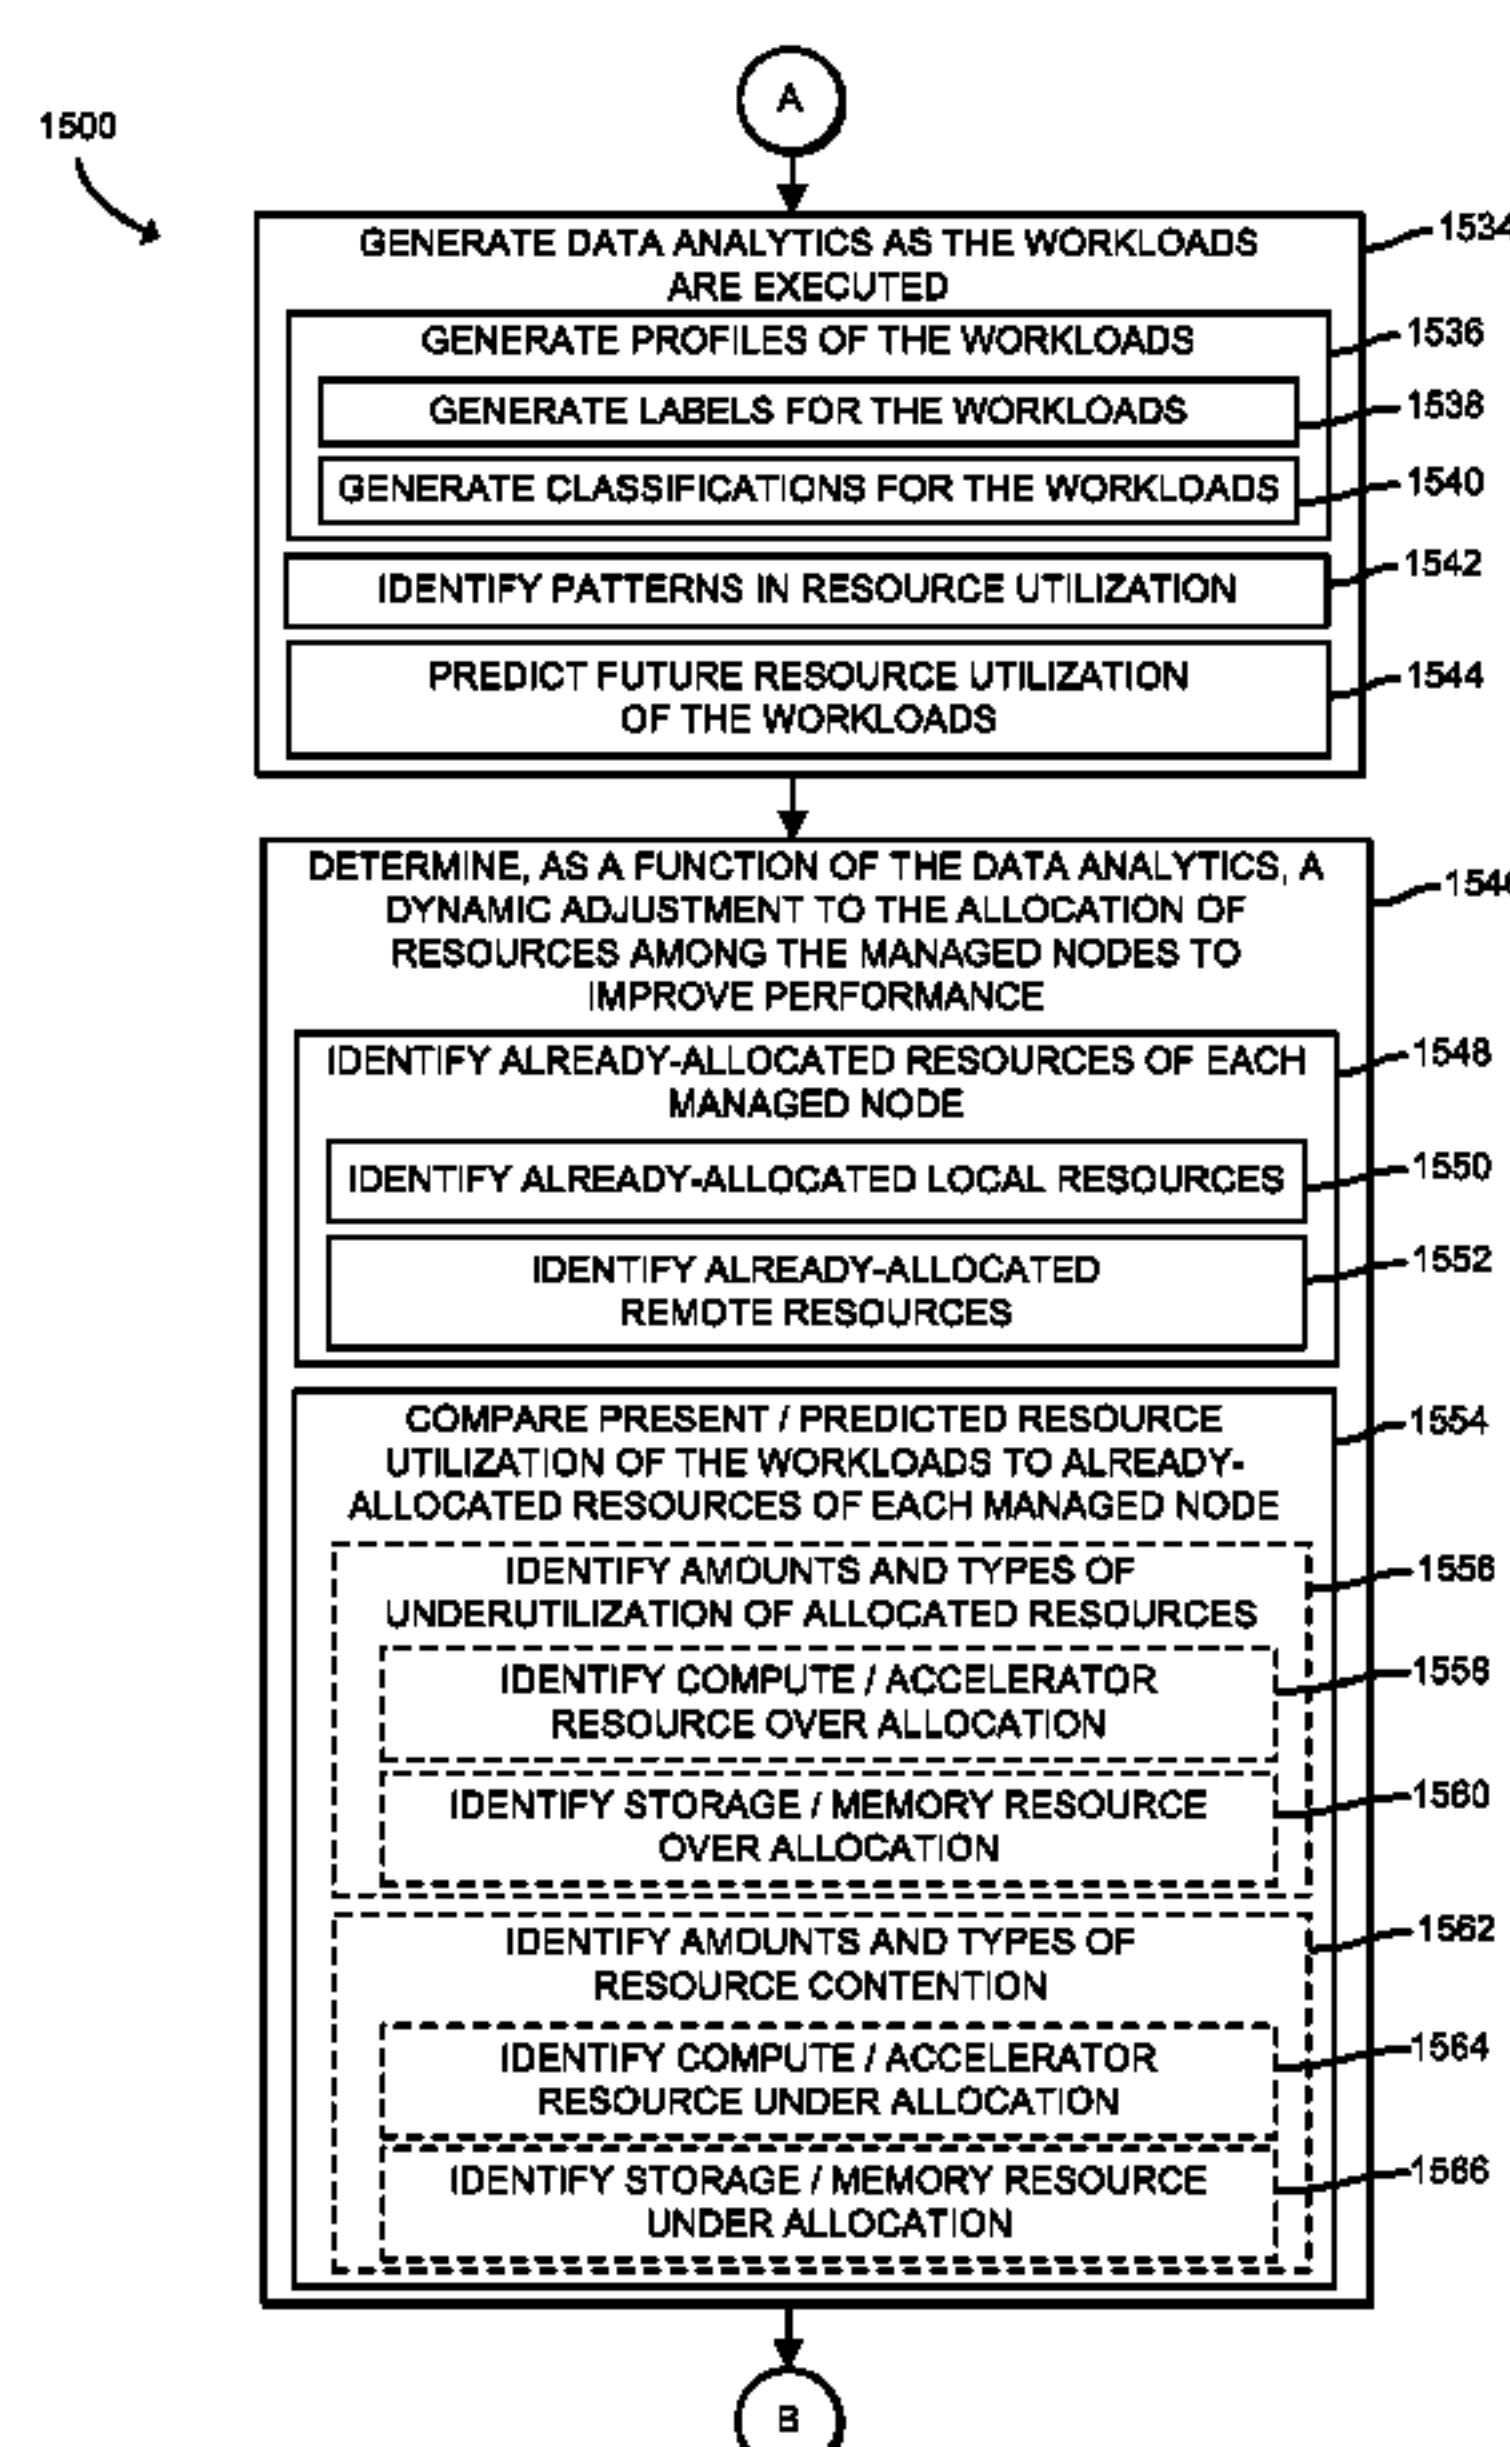 A
1500
GENERATE DATA ANALYTICS AS THE WORKLOADS
ARE EXECUTED
1534
GENERATE PROFILES OF THE WORKLOADS
1536
GENERATE LABELS FOR THE WORKLOADS
1538
GENERATE CLASSIFICATIONS FOR THE WORKLOADS
1540
IDENTIFY PATTERNS IN RESOURCE UTILIZATION
1542
PREDICT FUTURE RESOURCE UTILIZATION
OF THE WORKLOADS
1544
DETERMINE, AS A FUNCTION OF THE DATA ANALYTICS, A
DYNAMIC ADJUSTMENT TO THE ALLOCATION OF
RESOURCES AMONG THE MANAGED NODES TO
IMPROVE PERFORMANCE
1546
IDENTIFY ALREADY-ALLOCATED RESOURCES OF EACH
MANAGED NODE
1548
IDENTIFY ALREADY-ALLOCATED LOCAL RESOURCES
1550
IDENTIFY ALREADY-ALLOCATED
REMOTE RESOURCES
1552
COMPARE PRESENT / PREDICTED RESOURCE
UTILIZATION OF THE WORKLOADS TO ALREADY-
ALLOCATED RESOURCES OF EACH MANAGED NODE
1554
IDENTIFY AMOUNTS AND TYPES OF
UNDERUTILIZATION OF ALLOCATED RESOURCES
1556
IDENTIFY COMPUTE / ACCELERATOR
RESOURCE OVER ALLOCATION
1558
IDENTIFY STORAGE / MEMORY RESOURCE
OVER ALLOCATION
1560
IDENTIFY AMOUNTS AND TYPES OF
RESOURCE CONTENTION
1562
IDENTIFY COMPUTE / ACCELERATOR
RESOURCE UNDER ALLOCATION
1564
IDENTIFY STORAGE / MEMORY RESOURCE
UNDER ALLOCATION
1566
B